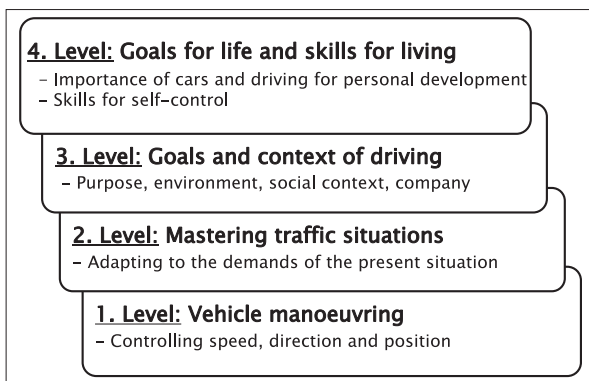 4. Level: Goals for life and skills for living
– Importance of cars and driving for personal development
– Skills for self-control
3. Level: Goals and context of driving
– Purpose, environment, social context, company
2. Level: Mastering traffic situations
– Adapting to the demands of the present situation
1. Level: Vehicle manoeuvring
– Controlling speed, direction and position